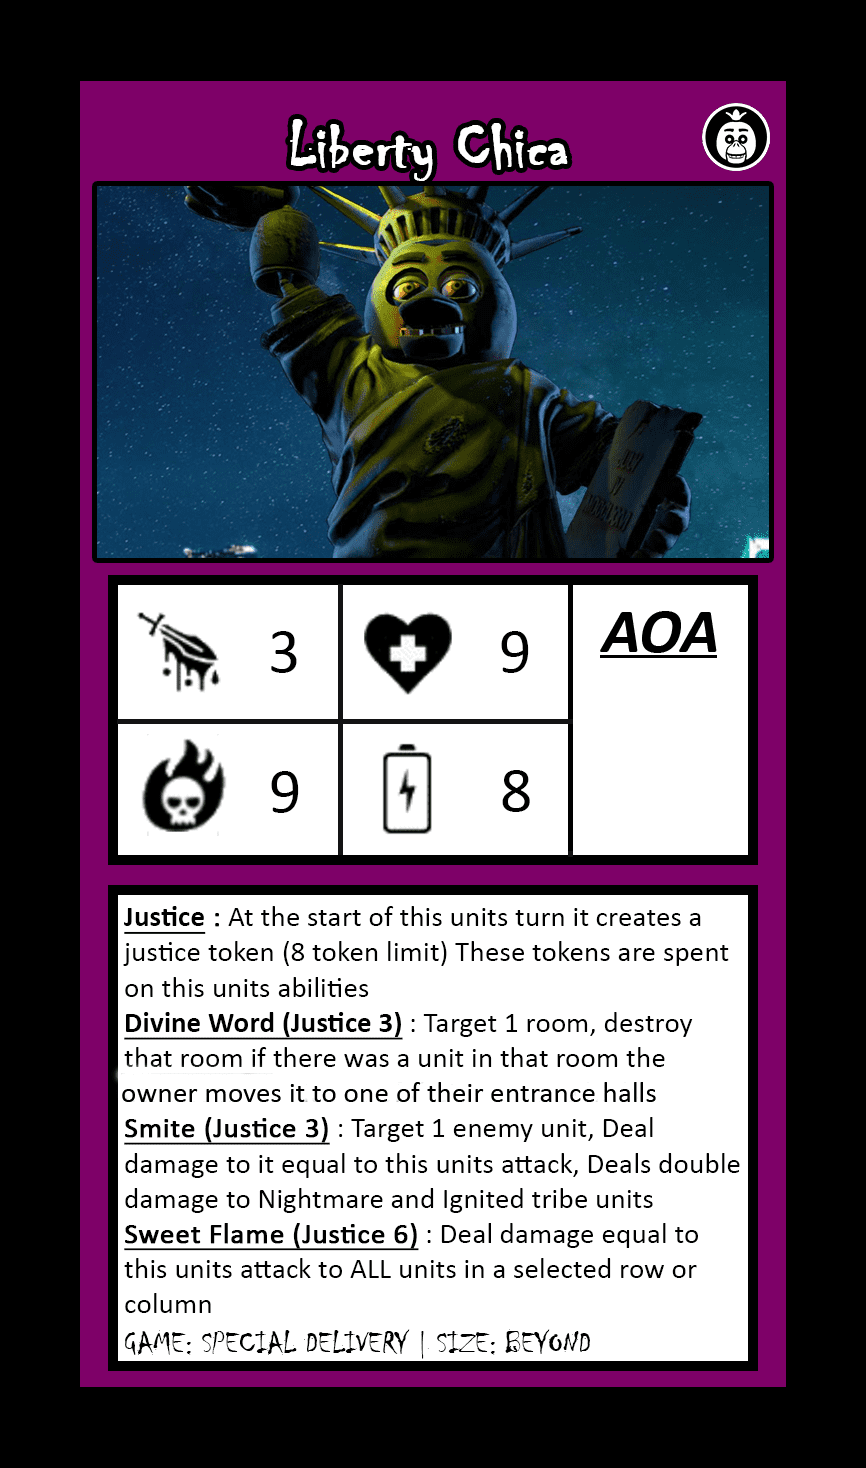 Liberty Chica
3
9
AOA
9
8
Justice : At the start of this units turn it creates a
justice token (8 token limit) These tokens are spent
on this units abilities
Divine Word (Justice 3) : Target 1 room, destroy
that room if there was a unit in that room the
owner moves it to one of their entrance halls
Smite (Justice 3) : Target 1 enemy unit, Deal
damage to it equal to this units attack, Deals double
damage to Nightmare and Ignited tribe units
Sweet Flame (Justice 6) : Deal damage equal to
this units attack to ALL units in a selected row or
column
GAME: SPECIAL DELIVERY | SIZE: BEYOND